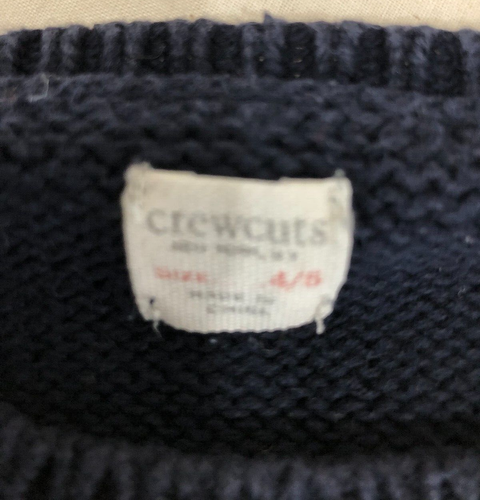 crewcuts
NEW YORK, NY
SIZE 4/5
MADE IN
CHINA